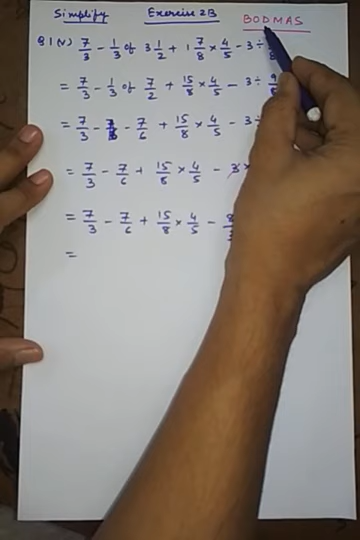 Simplify Exercise 2B BODMAS
Q1(v) 7/3 - 1/3 of 3 1/2 + 1 7/8 × 4/5 - 3 ÷
= 7/3 - 1/3 of 7/2 + 15/8 × 4/5 - 3 ÷ 9/
= 7/3 - 7/6 + 15/8 × 4/5 - 3 ÷
= 7/3 - 7/6 + 15/8 × 4/5 - 3 ×
= 7/3 - 7/6 + 15/8 × 4/5 - 8/3
=